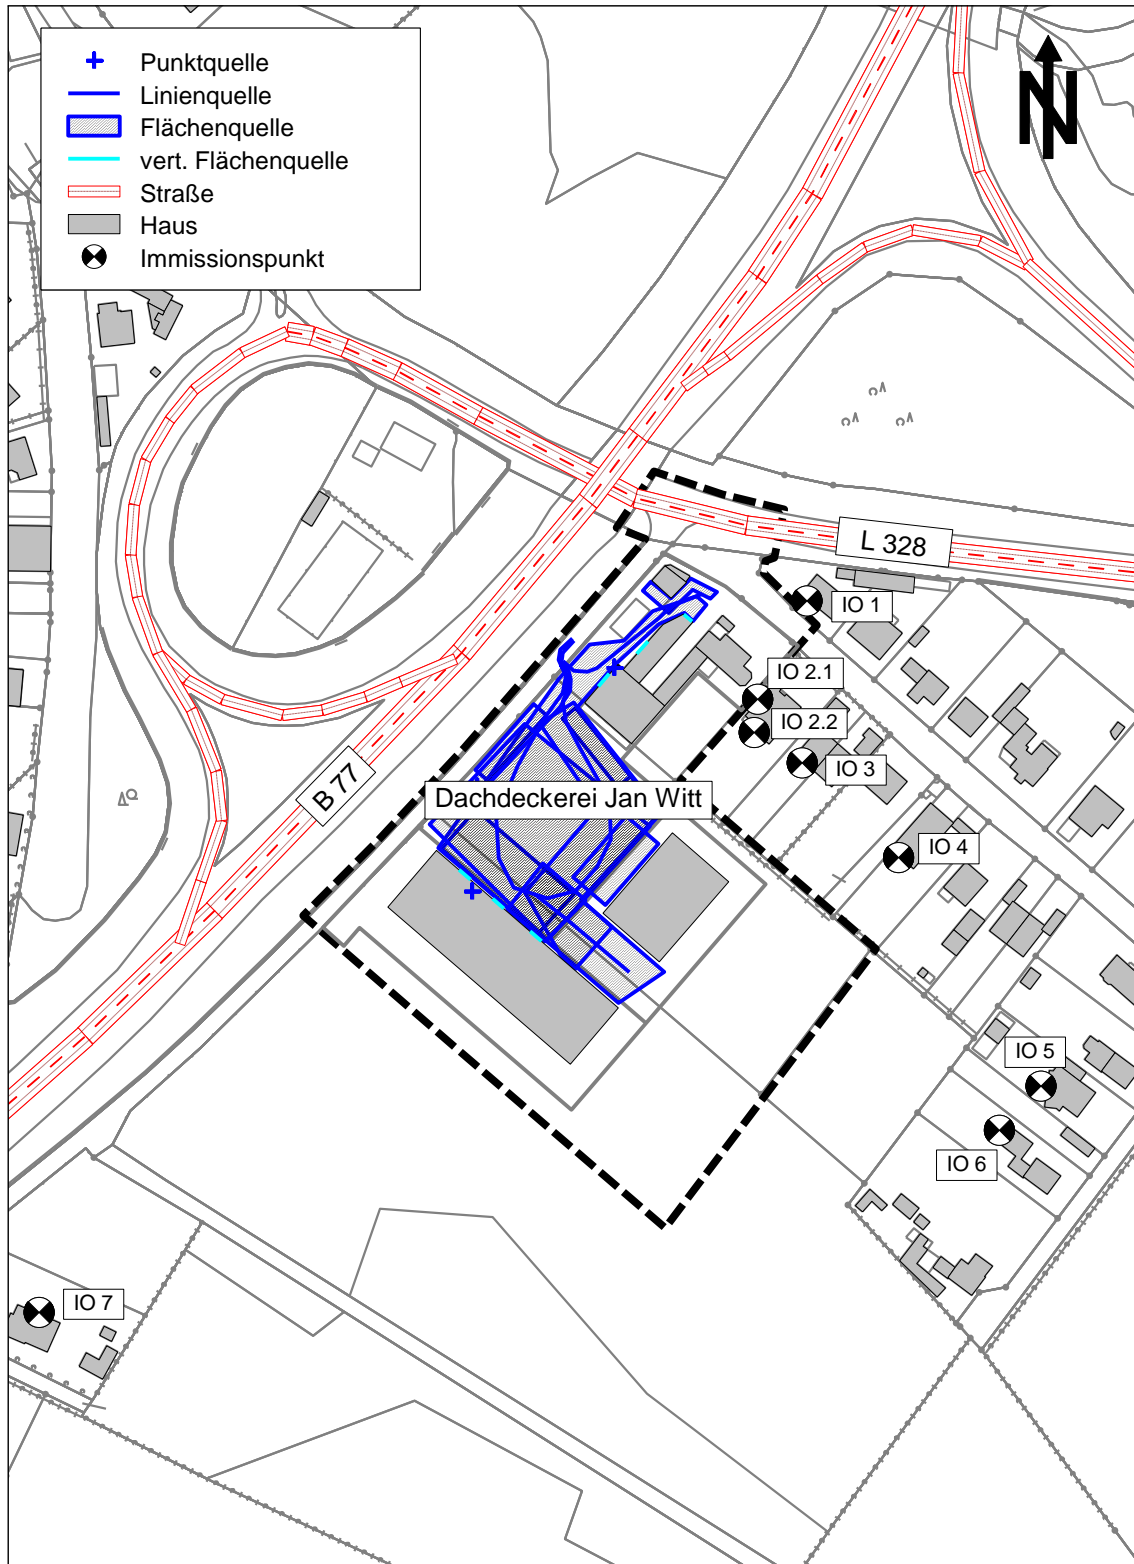 Punktquelle
Linienquelle
Flächenquelle
vert. Flächenquelle
Straße
Haus
Immissionspunkt
N
L 328
IO 1
IO 2.1
IO 2.2
IO 3
B 77
Dachdeckerei Jan Witt
IO 4
IO 5
IO 6
IO 7